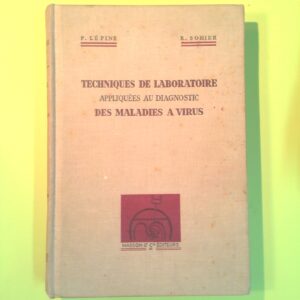 P. LÉPINE
R. SOHIER
TECHNIQUES DE LABORATOIRE
APPLIQUÉES AU DIAGNOSTIC
DES MALADIES A VIRUS
MASSON & Cie ÉDITEURS